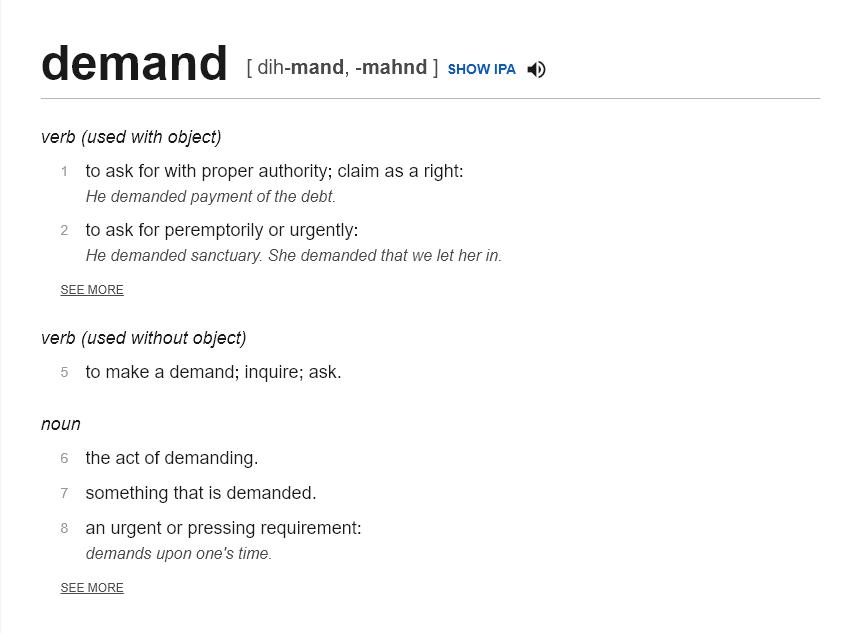 demand [ dih-mand, -mahnd ] SHOW IPA
verb (used with object)
1 to ask for with proper authority; claim as a right:
He demanded payment of the debt.
2 to ask for peremptorily or urgently:
He demanded sanctuary. She demanded that we let her in.
SEE MORE
verb (used without object)
5 to make a demand; inquire; ask.
noun
6 the act of demanding.
7 something that is demanded.
8 an urgent or pressing requirement:
demands upon one's time.
SEE MORE